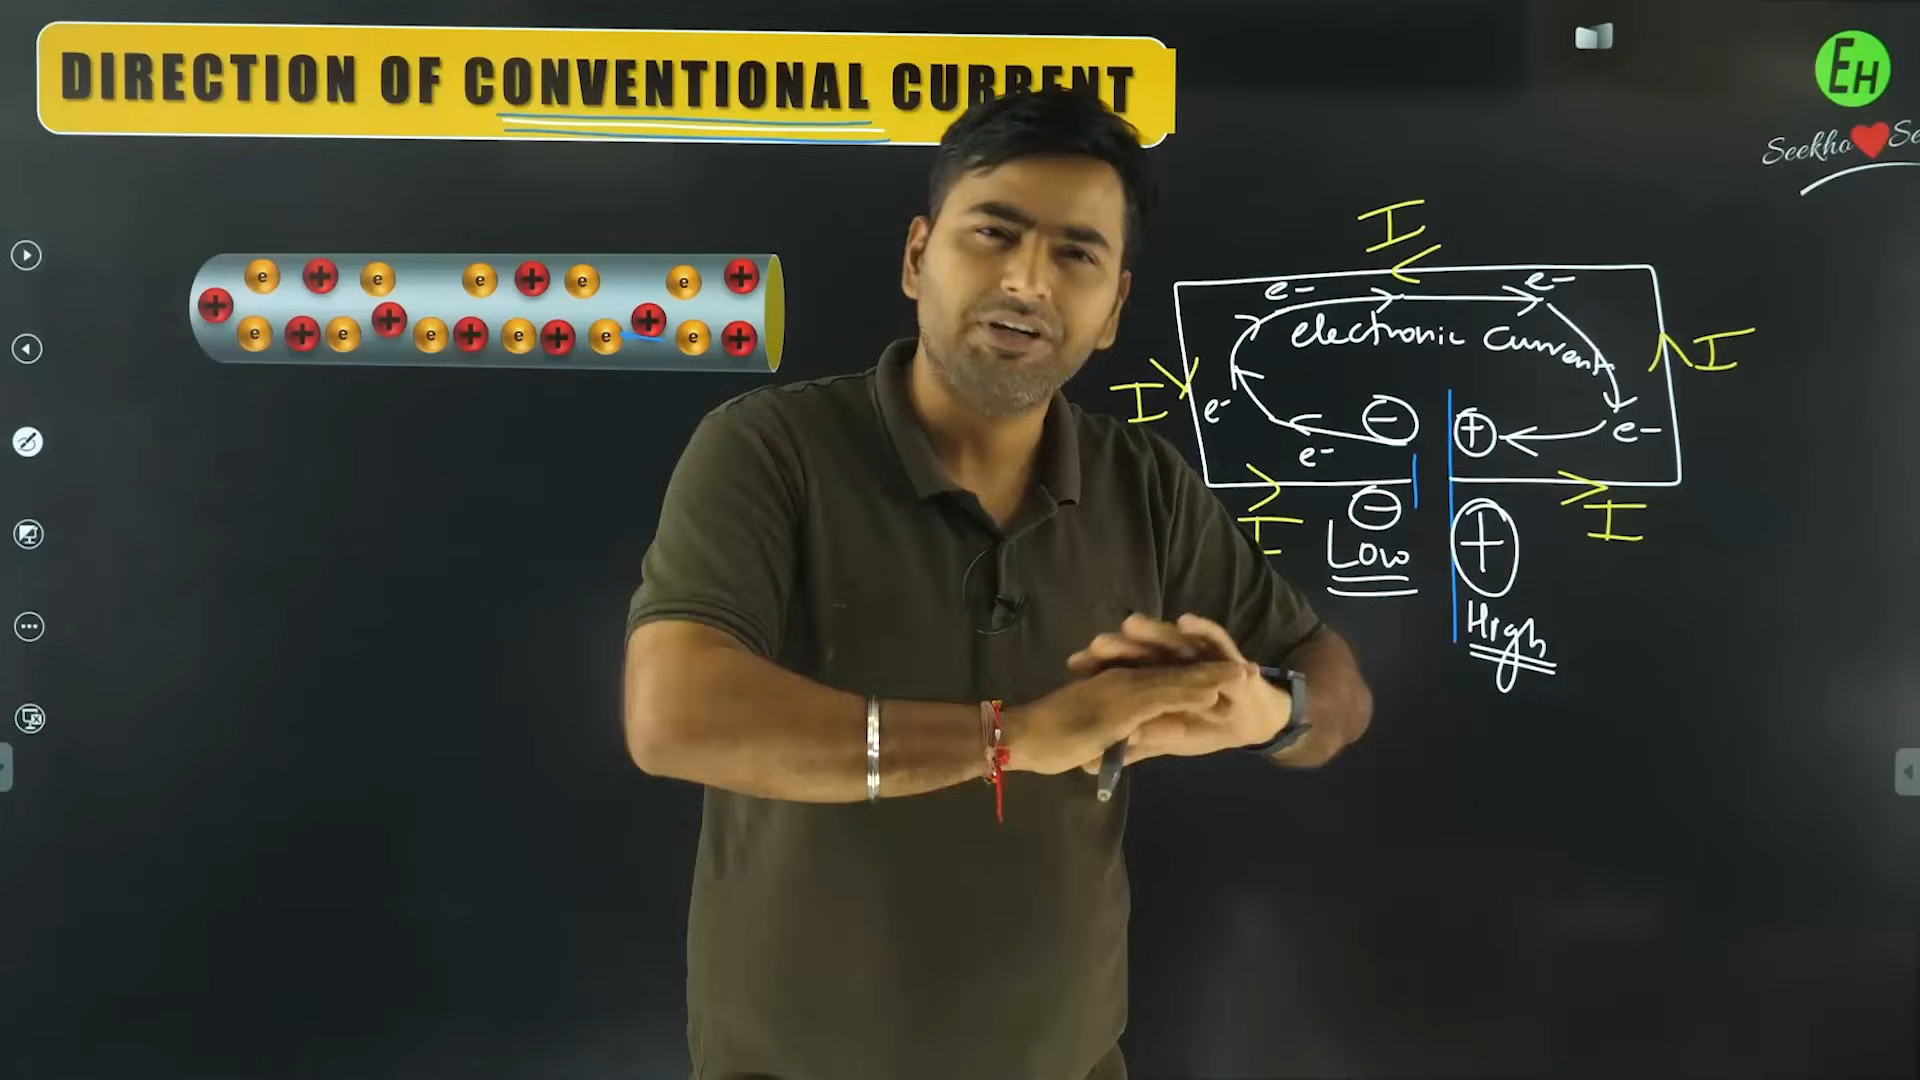 DIRECTION OF CONVENTIONAL CURRENT
EH
Seekho
e + e e + e e +
+ e + e + e + e + e + e +
I
e- e-
electronic current
I I
e- - + e-
e-
I - + I
Low
High